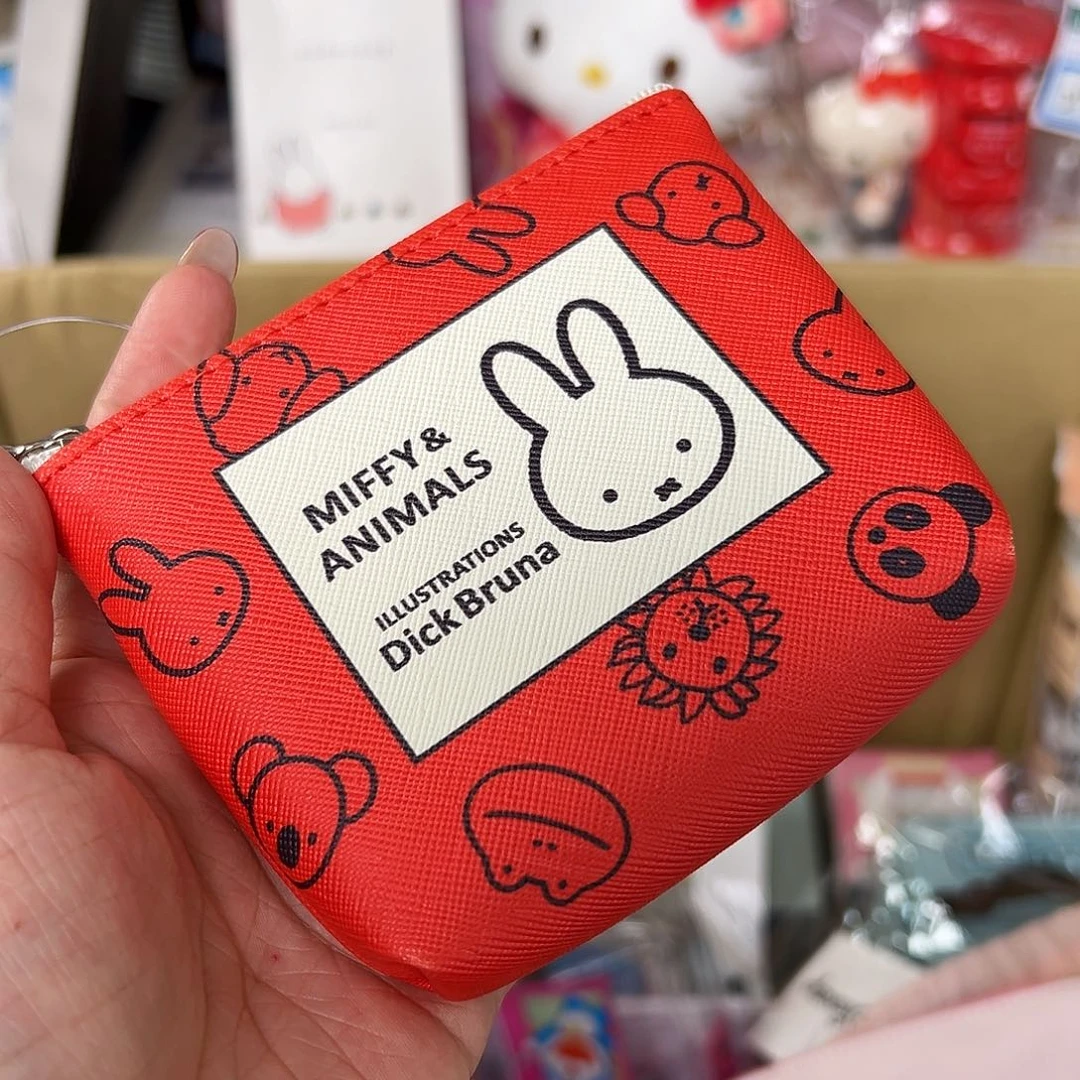 MIFFY &
ANIMALS
ILLUSTRATIONS
Dick Bruna